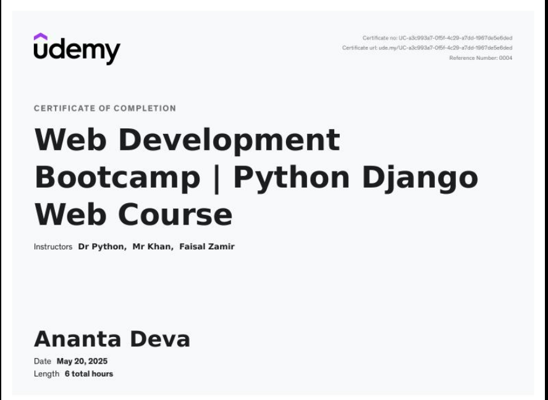 udemy
Certificate no: UC-a3c993a7-0f5f-4c29-a7dd-1987de5e6ded
Certificate url: ude.my/UC-a3c993a7-0f5f-4c29-a7dd-1987de5e6ded
Reference Number: 0004
CERTIFICATE OF COMPLETION
Web Development
Bootcamp | Python Django
Web Course
Instructors Dr Python, Mr Khan, Faisal Zamir
Ananta Deva
Date May 20, 2025
Length 6 total hours